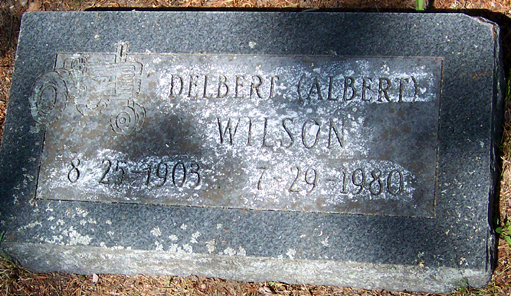 DELBERT (ALBERT)
WILSON
8-25-1903 7-29-1980